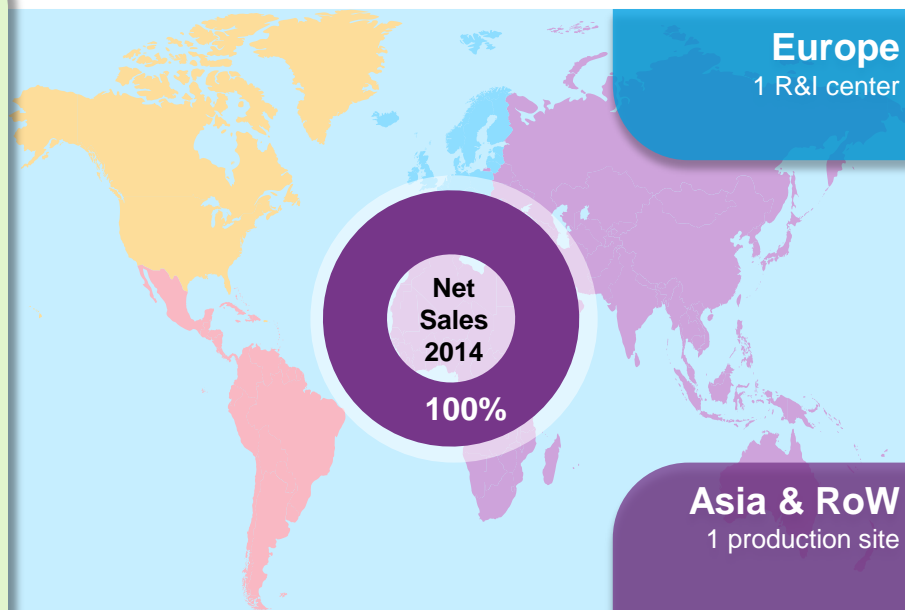 Europe
1 R&I center
Net
Sales
2014
100%
Asia & RoW
1 production site